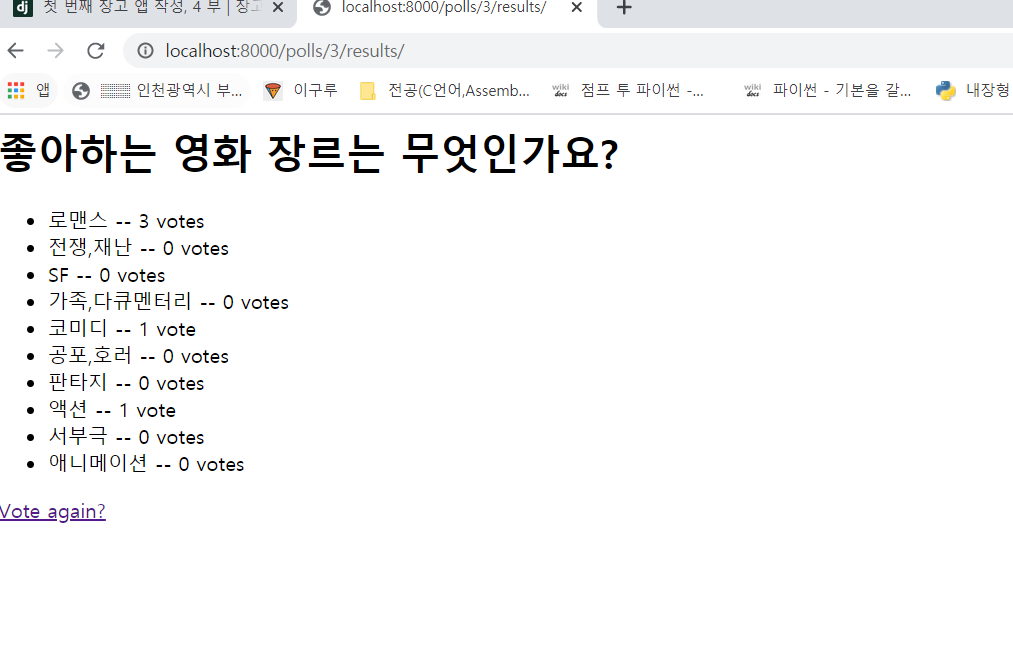 dj 첫 번째 장고 앱 작성, 4 부 | 장고 localhost:8000/polls/3/results/
localhost:8000/polls/3/results/
앱 인천광역시 부... 이구루 전공(C언어,Assemb... wiki docs 점프 투 파이썬 -... wiki docs 파이썬 - 기본을 갈... 내장형
좋아하는 영화 장르는 무엇인가요?
로맨스 -- 3 votes
전쟁,재난 -- 0 votes
SF -- 0 votes
가족,다큐멘터리 -- 0 votes
코미디 -- 1 vote
공포,호러 -- 0 votes
판타지 -- 0 votes
액션 -- 1 vote
서부극 -- 0 votes
애니메이션 -- 0 votes
Vote again?